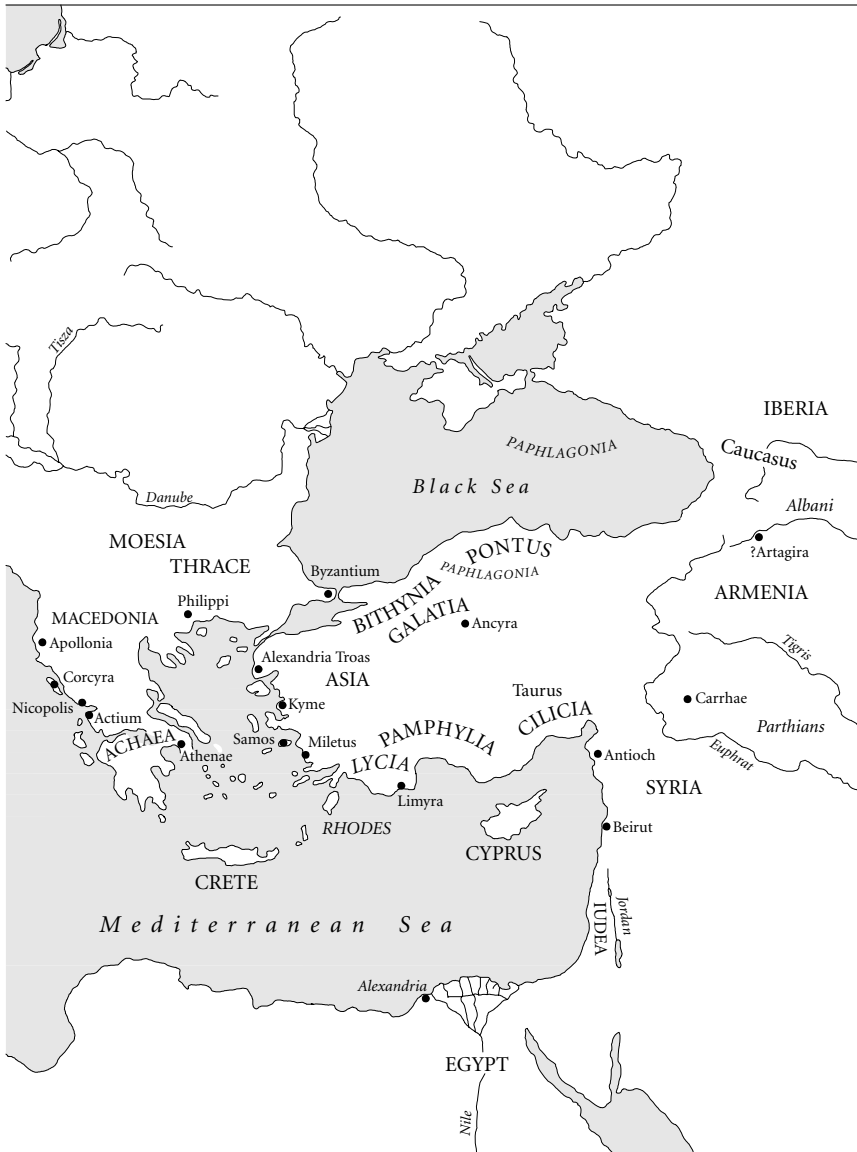 Tisza
IBERIA
PAPHLAGONIA
Caucasus
Black Sea
Danube
Albani
MOESIA
PONTUS
?Artagira
THRACE
Byzantium
PAPHLAGONIA
BITHYNIA
ARMENIA
Philippi
GALATIA
MACEDONIA
Ancyra
Apollonia
Tigris
Alexandria Troas
Corcyra
ASIA
Taurus
Carrhae
Nicopolis
Kyme
Actium
CILICIA
Parthians
ACHAEA
Samos
Miletus
PAMPHYLIA
Athenae
LYCIA
Antioch
Euphrat
SYRIA
Limyra
RHODES
Beirut
CYPRUS
CRETE
Mediterranean Sea
IUDEA
Jordan
Alexandria
EGYPT
Nile